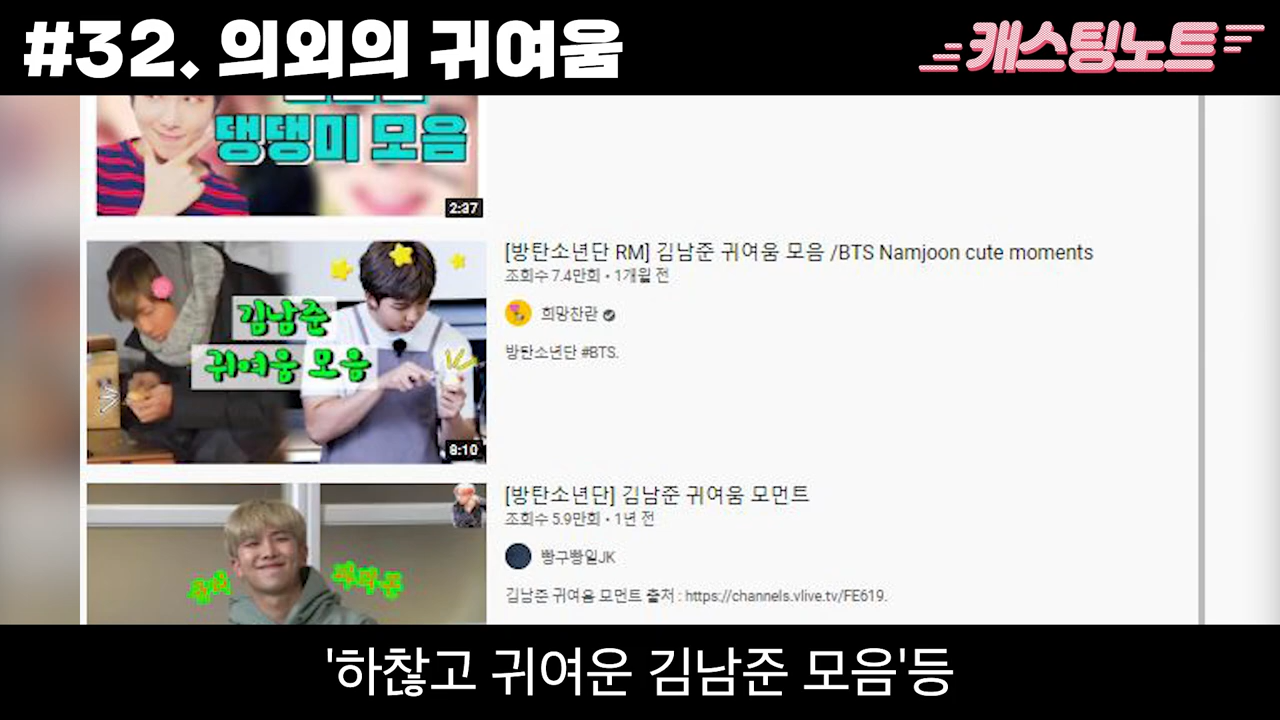 #32. 의외의 귀여움
캐스팅노트
댕댕미 모음
2:37
김남준
귀여움 모음
8:10
[방탄소년단 RM] 김남준 귀여움 모음 /BTS Namjoon cute moments
조회수 7.4만회 • 1개월 전
희망찬란
방탄소년단 #BTS.
[방탄소년단] 김남준 귀여움 모먼트
조회수 5.9만회 • 1년 전
빵구빵일JK
김남준 귀여움 모먼트 출처 : https://channels.vlive.tv/FE619.
'하찮고 귀여운 김남준 모음'등